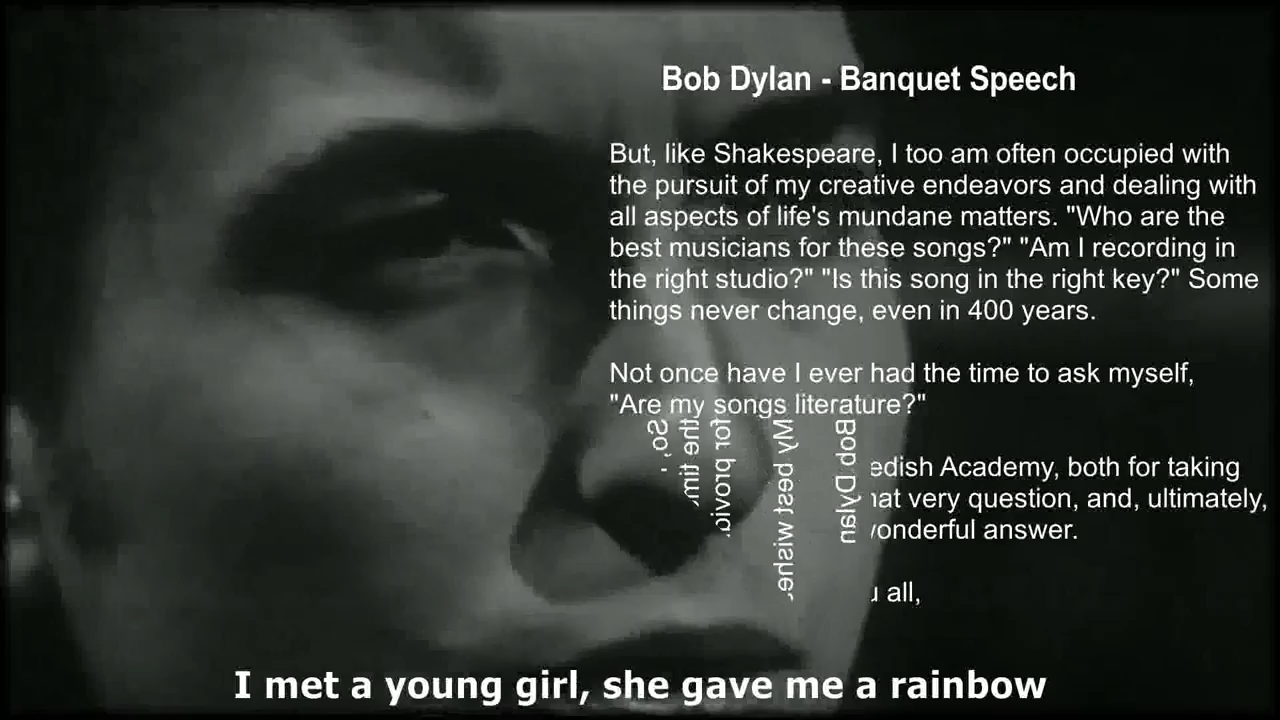 Bob Dylan - Banquet Speech
But, like Shakespeare, I too am often occupied with
the pursuit of my creative endeavors and dealing with
all aspects of life's mundane matters. "Who are the
best musicians for these songs?" "Am I recording in
the right studio?" "Is this song in the right key?" Some
things never change, even in 400 years.
Not once have I ever had the time to ask myself,
"Are my songs literature?"
So, 
the tim
for provid
My best wishe
Bob Dylan
edish Academy, both for taking
hat very question, and, ultimately,
wonderful answer.
u all,
I met a young girl, she gave me a rainbow